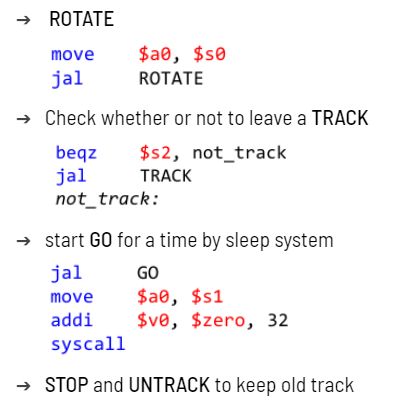 → ROTATE
move $a0, $s0
jal ROTATE
→ Check whether or not to leave a TRACK
beqz $s2, not_track
jal TRACK
not_track:
→ start GO for a time by sleep system
jal GO
move $a0, $s1
addi $v0, $zero, 32
syscall
→ STOP and UNTRACK to keep old track